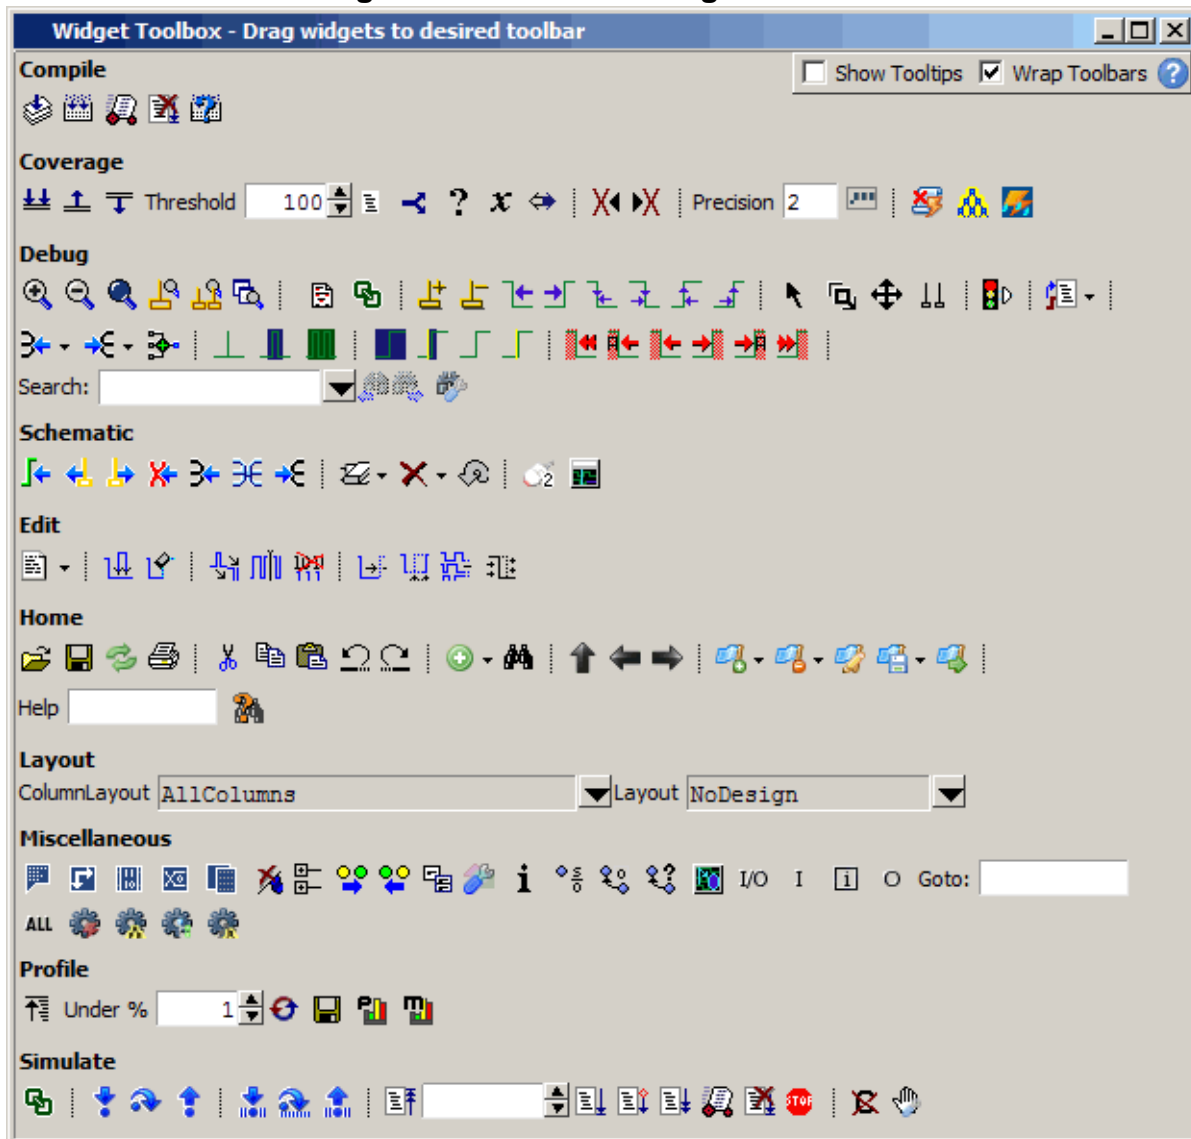 Widget Toolbox - Drag widgets to desired toolbar
Compile
Show Tooltips Wrap Toolbars ?
Coverage
Threshold 100 ? x X X Precision 2
Debug
Search:
Schematic
2
Edit
Home
Help
Layout
ColumnLayout AllColumns Layout NoDesign
Miscellaneous
i I/O I i O Goto:
ALL
Profile
Under % 1 P m
Simulate
STOP